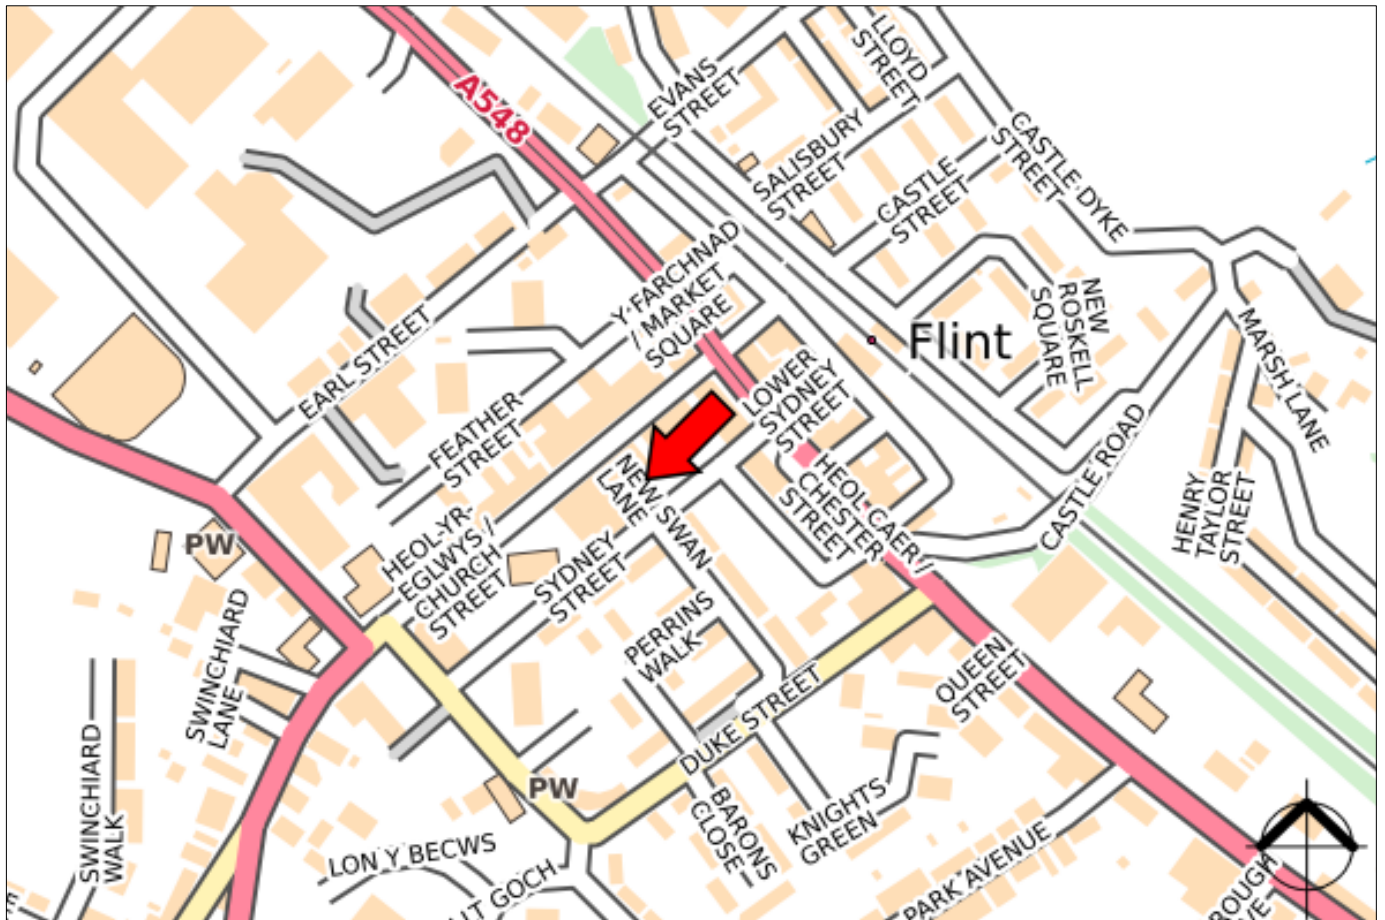 LLOYD
STREET
EVANS
STREET
A548
SALISBURY
STREET
CASTLE
STREET
CASTLE DYKE
STREET
Y FARCHNAD
/ MARKET
SQUARE
NEW
ROSKELL
SQUARE
Flint
MARSH LANE
EARL STREET
LOWER
SYDNEY
STREET
FEATHER
STREET
CASTLE ROAD
NEW SWAN
LANE
HEOL CAER /
CHESTER
STREET
HENRY
TAYLOR
STREET
HEOL-YR-
EGLWYS /
CHURCH
STREET
PW
SYDNEY
STREET
PERRINS
WALK
SWINCHIARD
LANE
QUEEN
STREET
DUKE STREET
SWINCHIARD
WALK
PW
BARONS
CLOSE
KNIGHTS
GREEN
LON Y BECWS
PARK AVENUE
LT GOCH
ROUGH